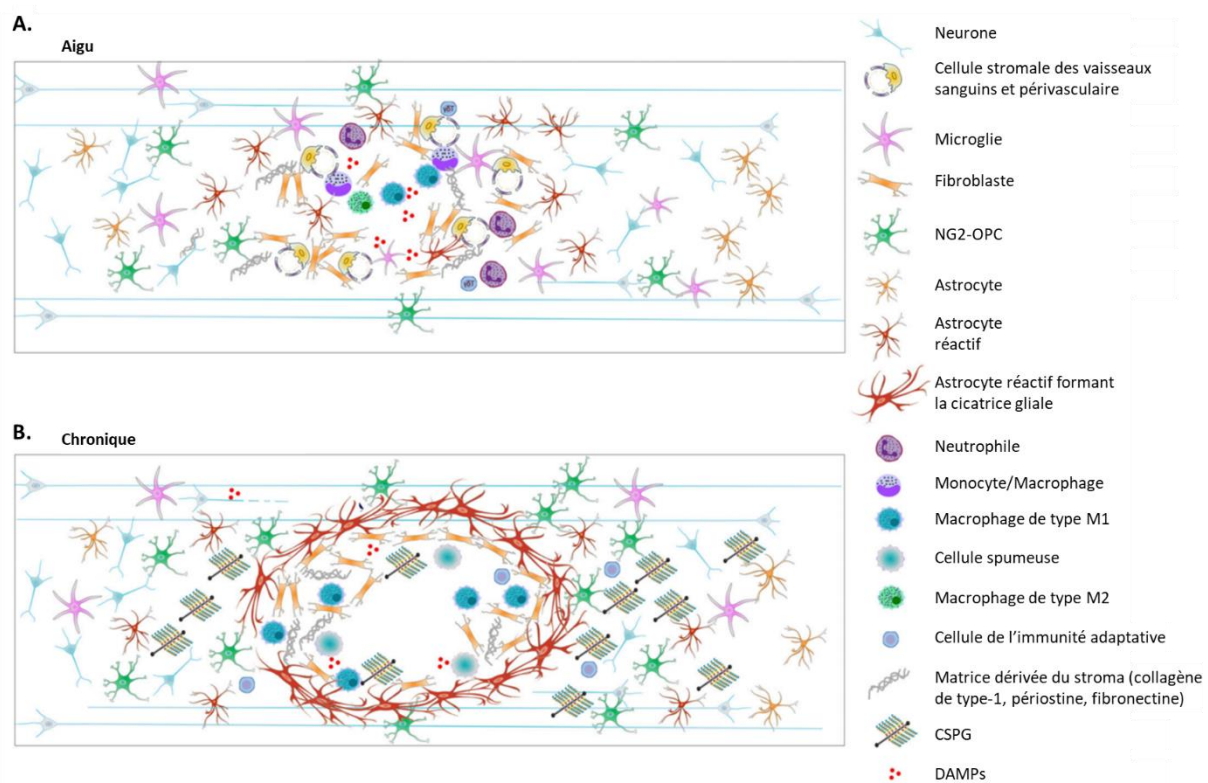 A.
Aigu
B.
Chronique
Neurone
Cellule stromale des vaisseaux
sanguins et périvasculaire
Microglie
Fibroblaste
NG2-OPC
Astrocyte
Astrocyte
réactif
Astrocyte réactif formant
la cicatrice gliale
Neutrophile
Monocyte/Macrophage
Macrophage de type M1
Cellule spumeuse
Macrophage de type M2
Cellule de l'immunité adaptative
Matrice dérivée du stroma (collagène
de type-1, périostine, fibronectine)
CSPG
DAMPs